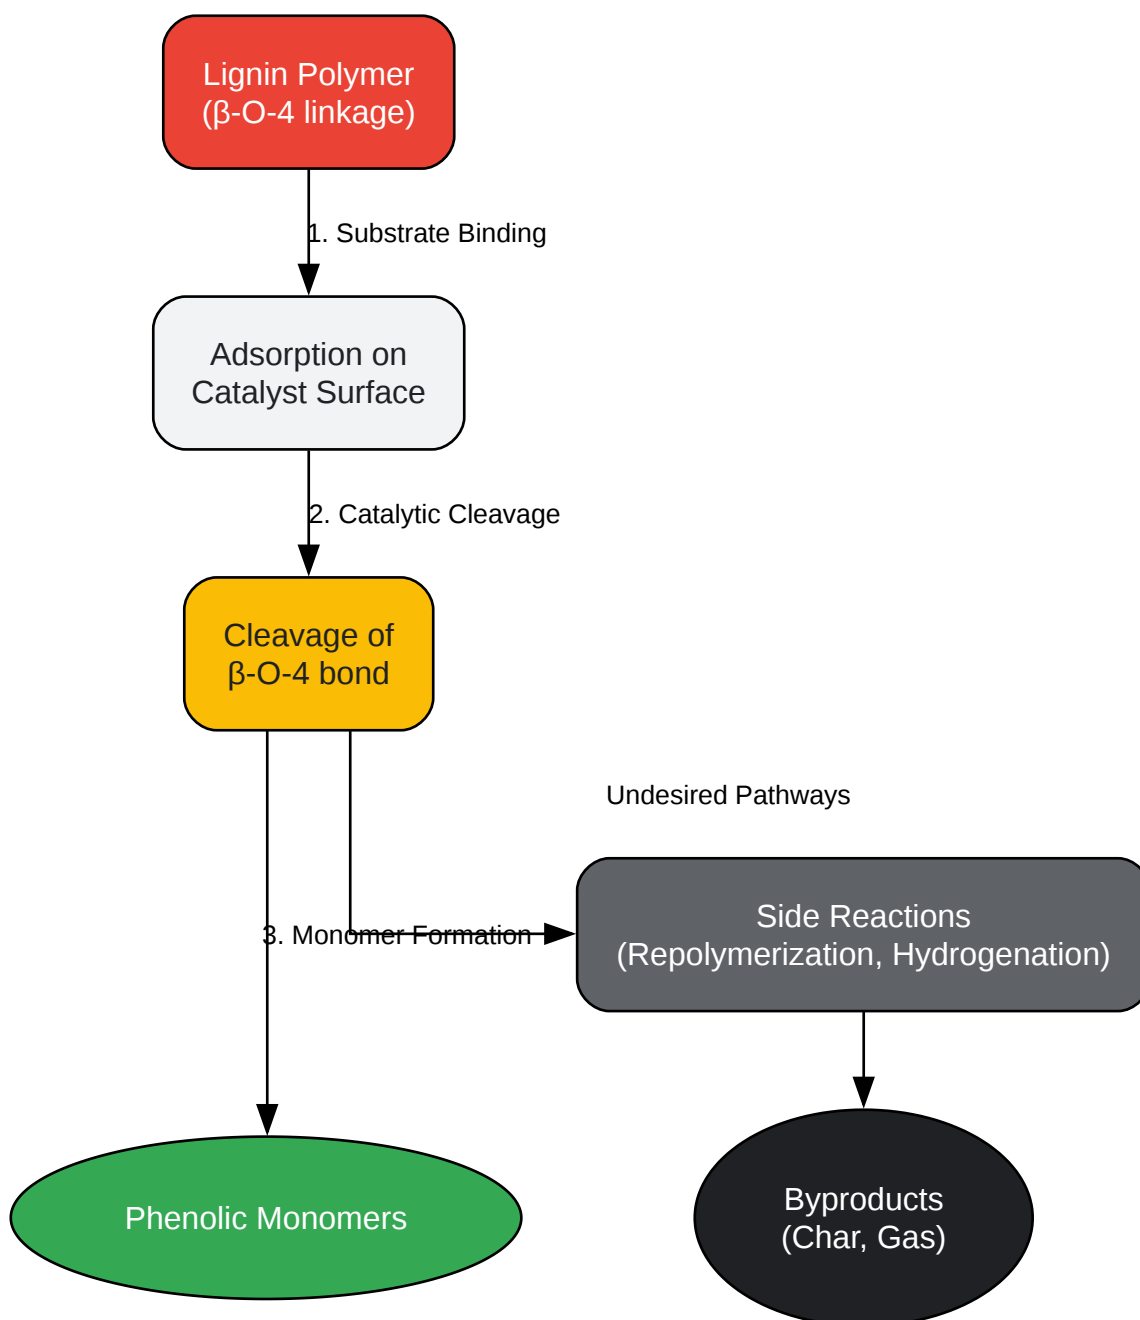 Lignin Polymer
(β-O-4 linkage)
1. Substrate Binding
Adsorption on
Catalyst Surface
2. Catalytic Cleavage
Cleavage of
β-O-4 bond
Undesired Pathways
3. Monomer Formation
Side Reactions
(Repolymerization, Hydrogenation)
Phenolic Monomers
Byproducts
(Char, Gas)